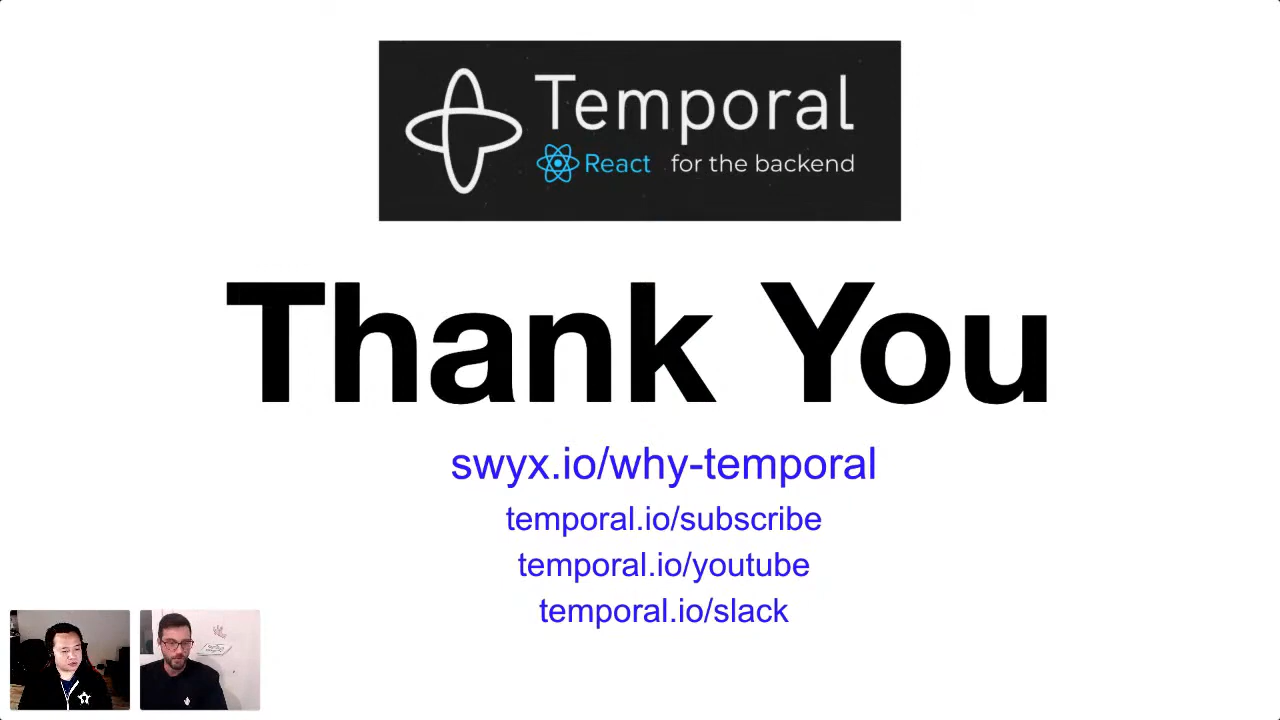 Temporal
React for the backend
Thank You
swyx.io/why-temporal
temporal.io/subscribe
temporal.io/youtube
temporal.io/slack